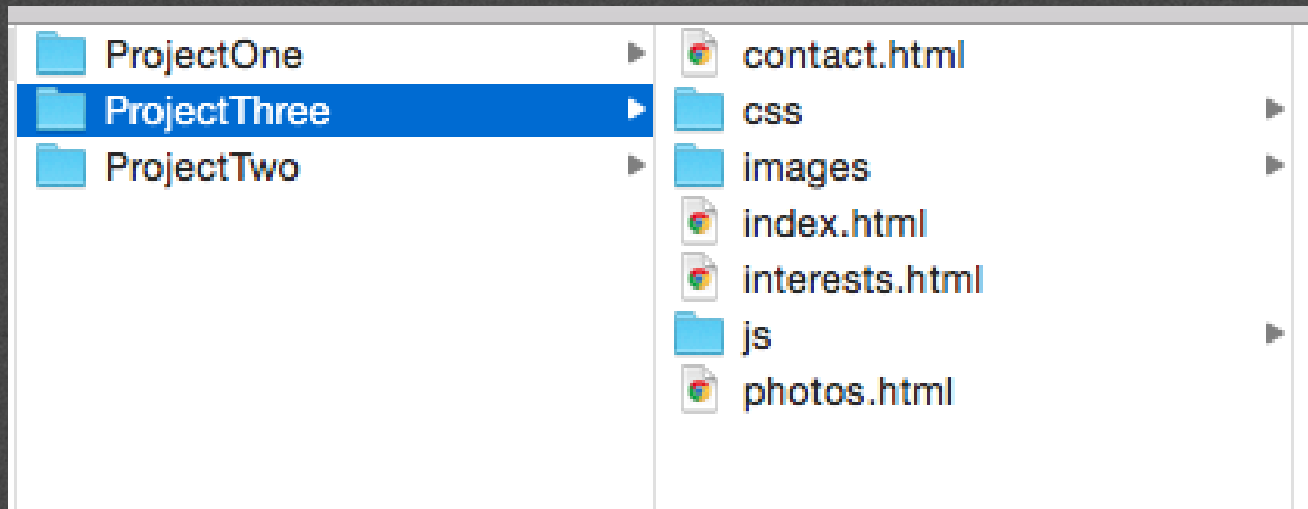 ProjectOne
ProjectThree
ProjectTwo
contact.html
css
images
index.html
interests.html
js
photos.html